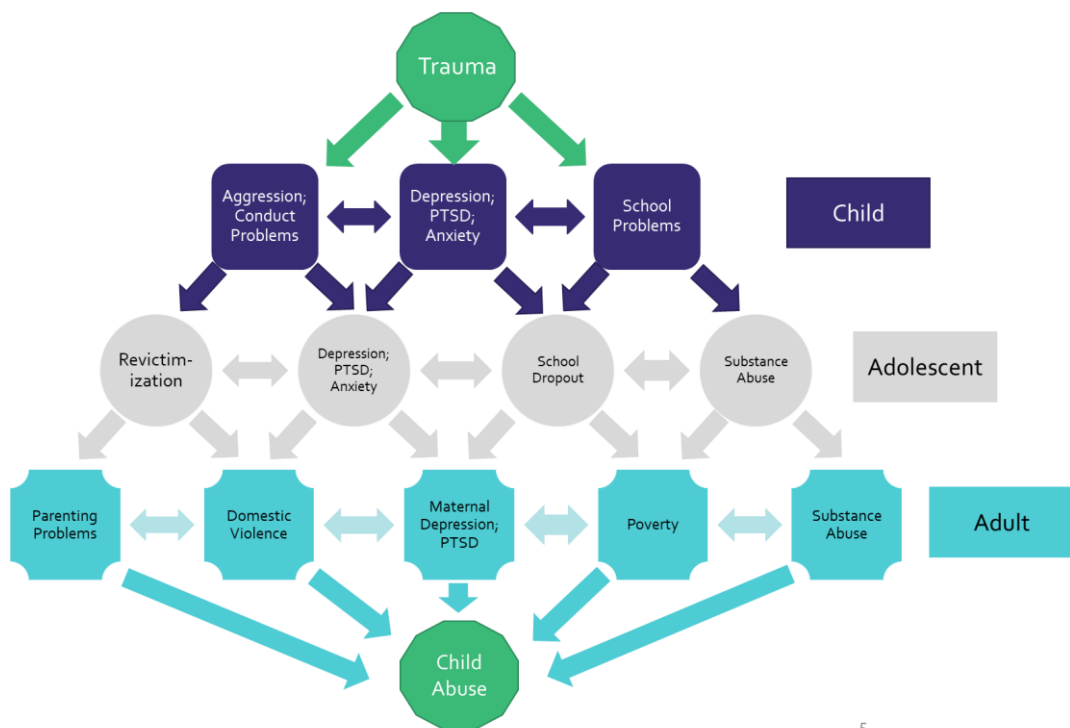 Trauma
Aggression;
Conduct
Problems
Depression;
PTSD;
Anxiety
School
Problems
Child
Revictim-
ization
Depression;
PTSD;
Anxiety
School
Dropout
Substance
Abuse
Adolescent
Parenting
Problems
Domestic
Violence
Maternal
Depression;
PTSD
Poverty
Substance
Abuse
Adult
Child
Abuse
5